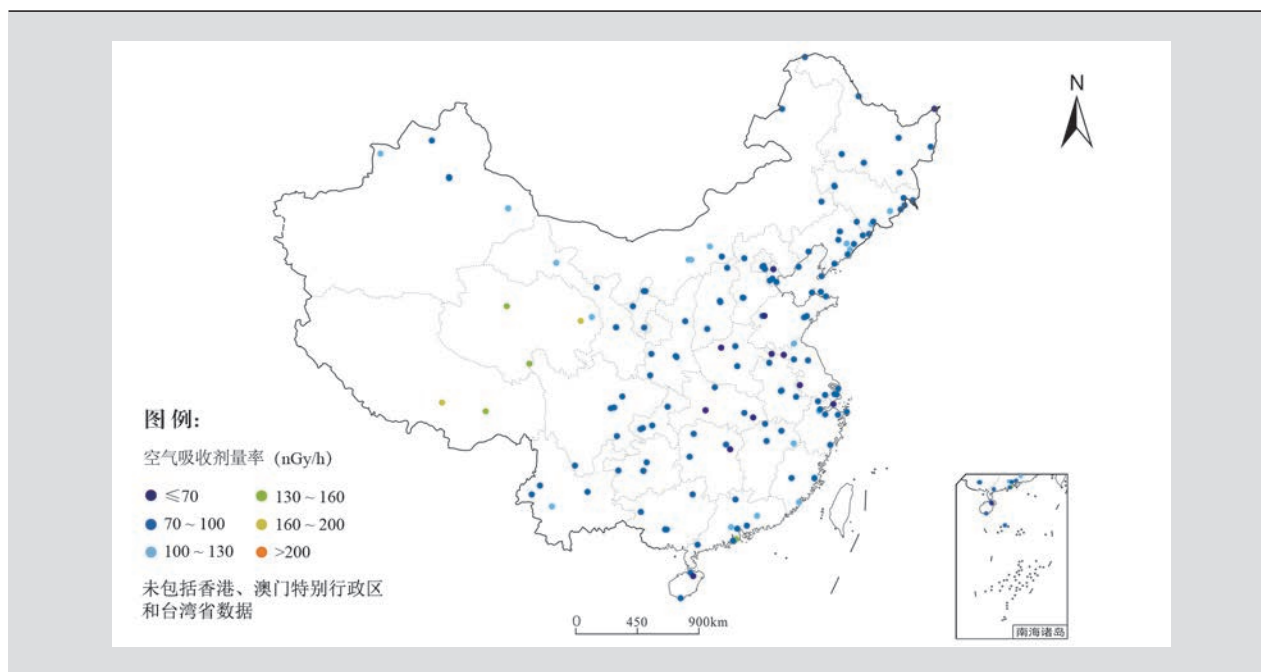 N
图例：
空气吸收剂量率（nGy/h）
≤70
130～160
70～100
160～200
100～130
>200
未包括香港、澳门特别行政区
和台湾省数据
0 450 900km
南海诸岛